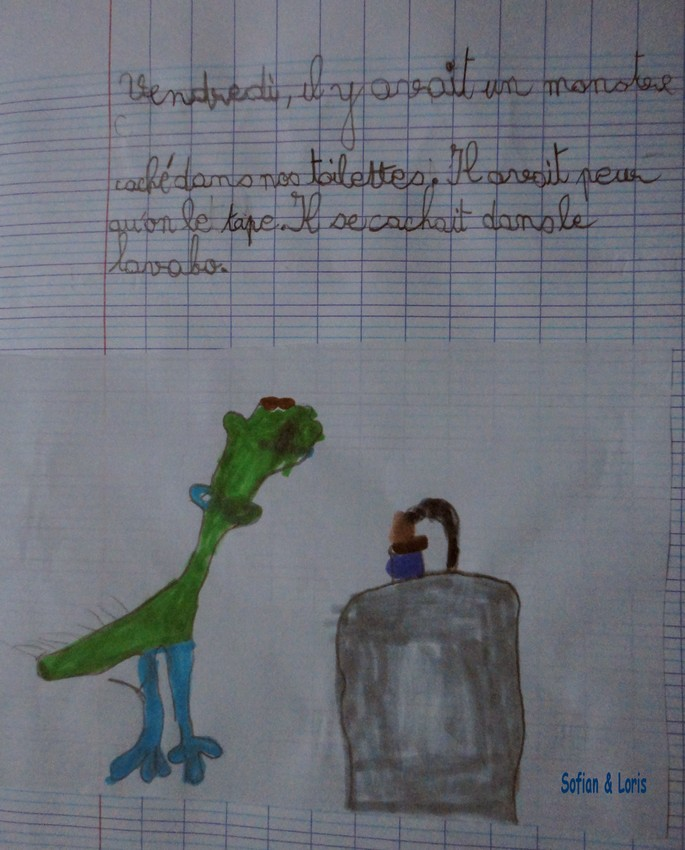 Vendredi, il y avait un monstre
caché dans nos toilettes. Il avait peur
qu'on le tape. Il se cachait dans le
lavabo.
Sofian & Loris